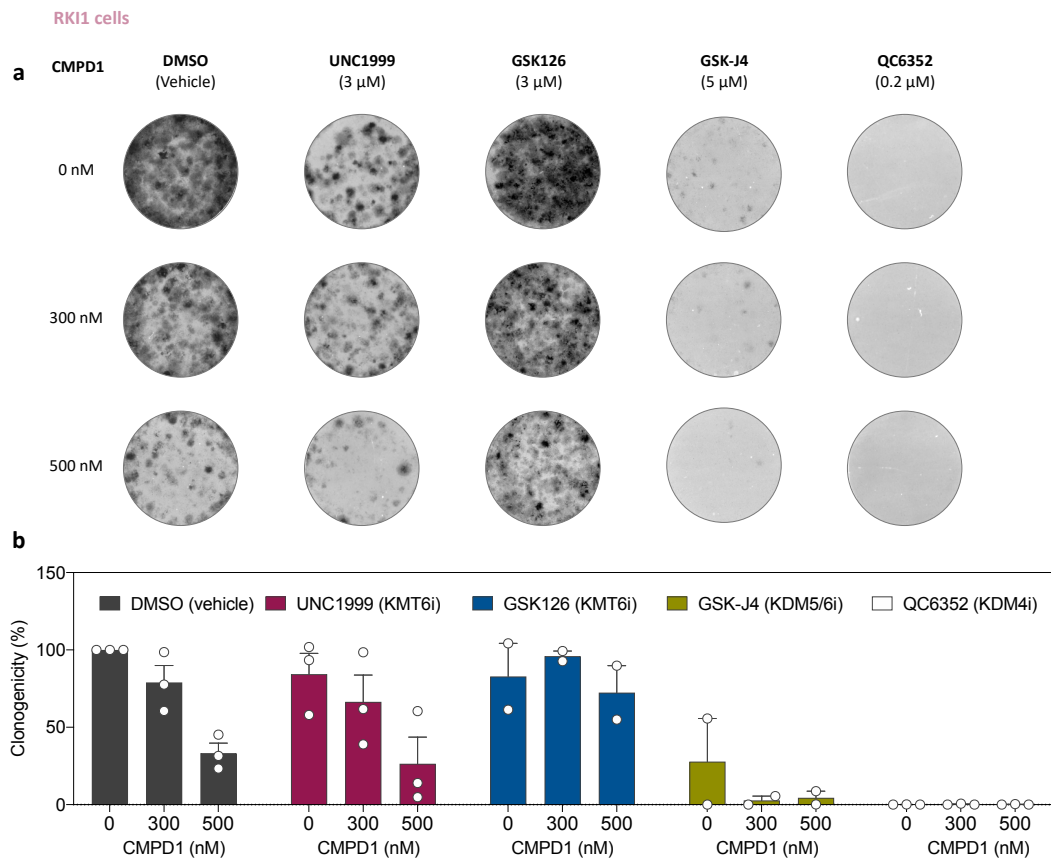 RKI1 cells
a
CMPD1
DMSO
(Vehicle)
UNC1999
(3 µM)
GSK126
(3 µM)
GSK-J4
(5 µM)
QC6352
(0.2 µM)
0 nM
300 nM
500 nM
b
150
100
50
0
Clonogenicity (%)
DMSO (vehicle)
UNC1999 (KMT6i)
GSK126 (KMT6i)
GSK-J4 (KDM5/6i)
QC6352 (KDM4i)
0 300 500
0 300 500
0 300 500
0 300 500
0 300 500
CMPD1 (nM)
CMPD1 (nM)
CMPD1 (nM)
CMPD1 (nM)
CMPD1 (nM)